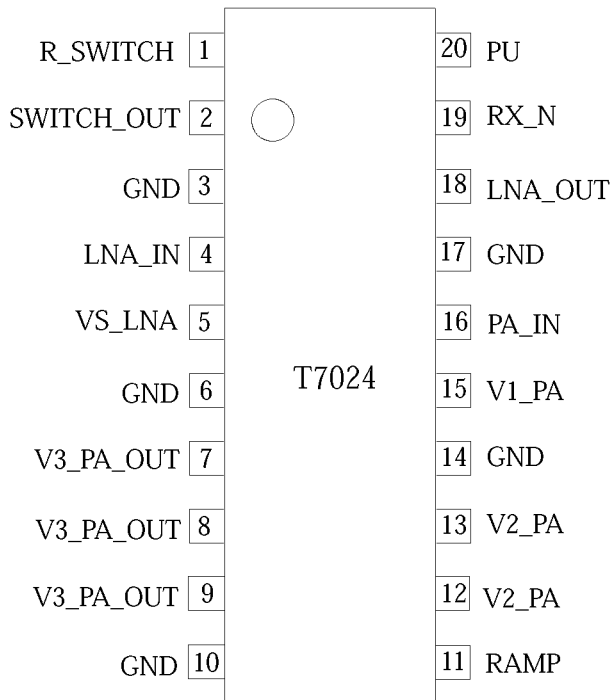 R_SWITCH 1 20 PU
SWITCH_OUT 2 19 RX_N
GND 3 18 LNA_OUT
LNA_IN 4 17 GND
VS_LNA 5 16 PA_IN
T7024
GND 6 15 V1_PA
V3_PA_OUT 7 14 GND
V3_PA_OUT 8 13 V2_PA
V3_PA_OUT 9 12 V2_PA
GND 10 11 RAMP